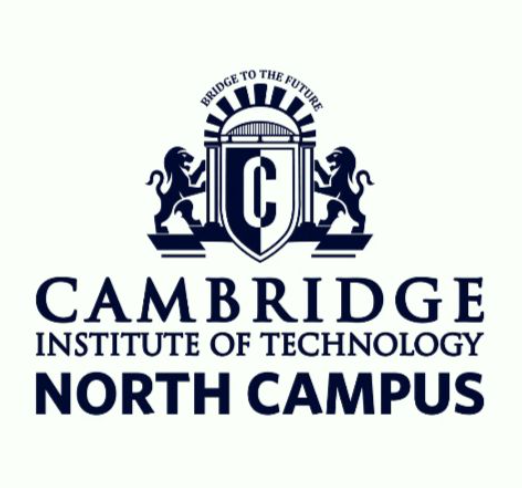 BRIDGE TO THE FUTURE
C
CAMBRIDGE
INSTITUTE OF TECHNOLOGY
NORTH CAMPUS